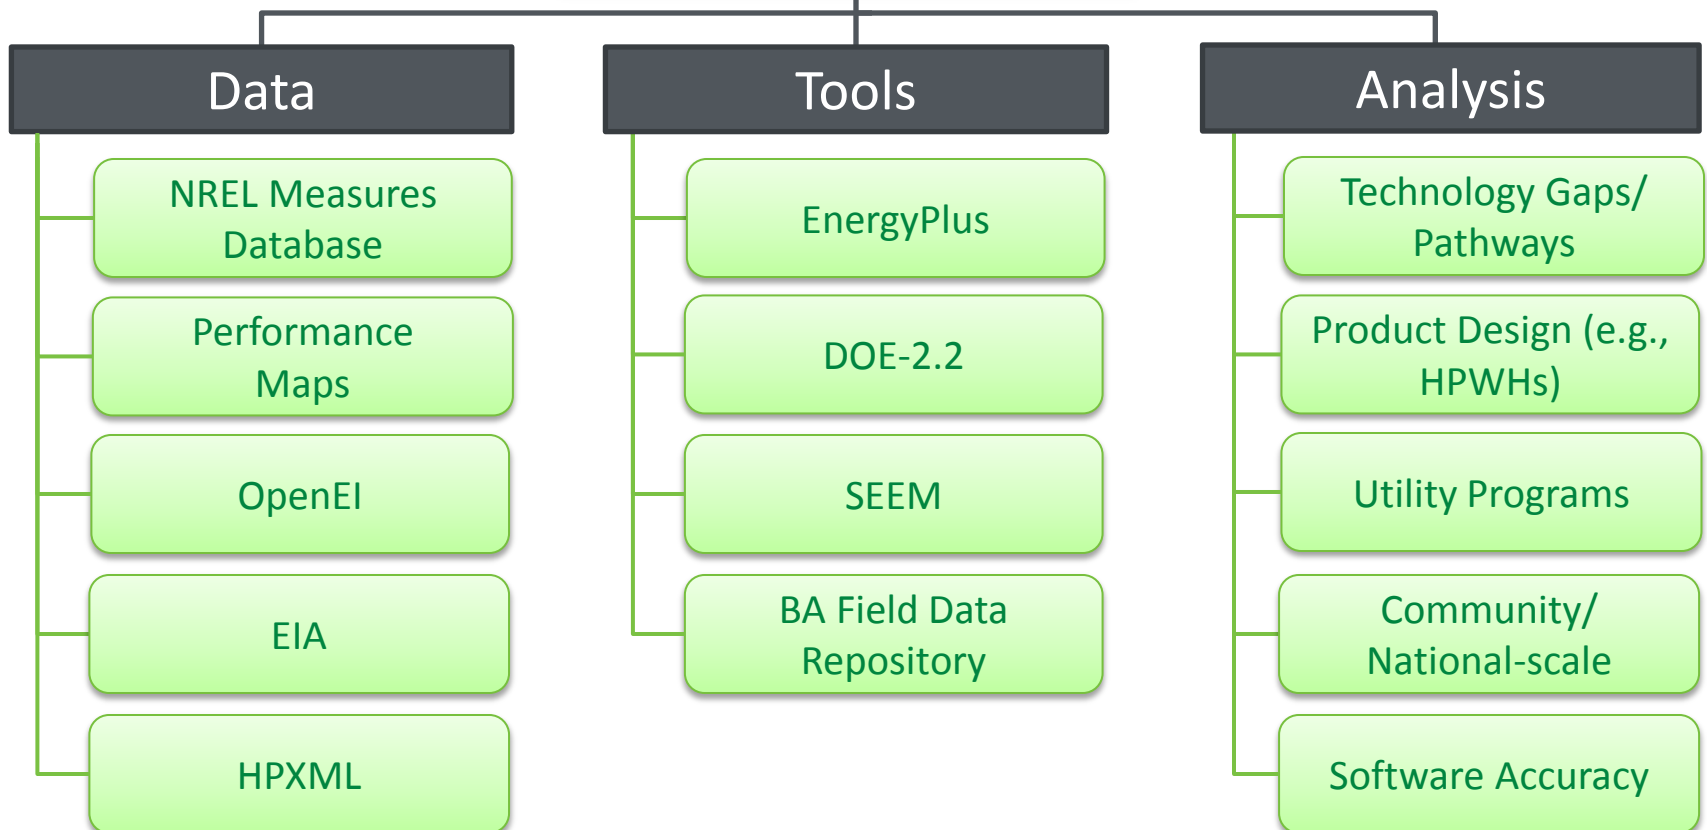 Data
NREL Measures
Database
Performance
Maps
OpenEI
EIA
HPXML
Tools
EnergyPlus
DOE-2.2
SEEM
BA Field Data
Repository
Analysis
Technology Gaps/
Pathways
Product Design (e.g.,
HPWHs)
Utility Programs
Community/
National-scale
Software Accuracy